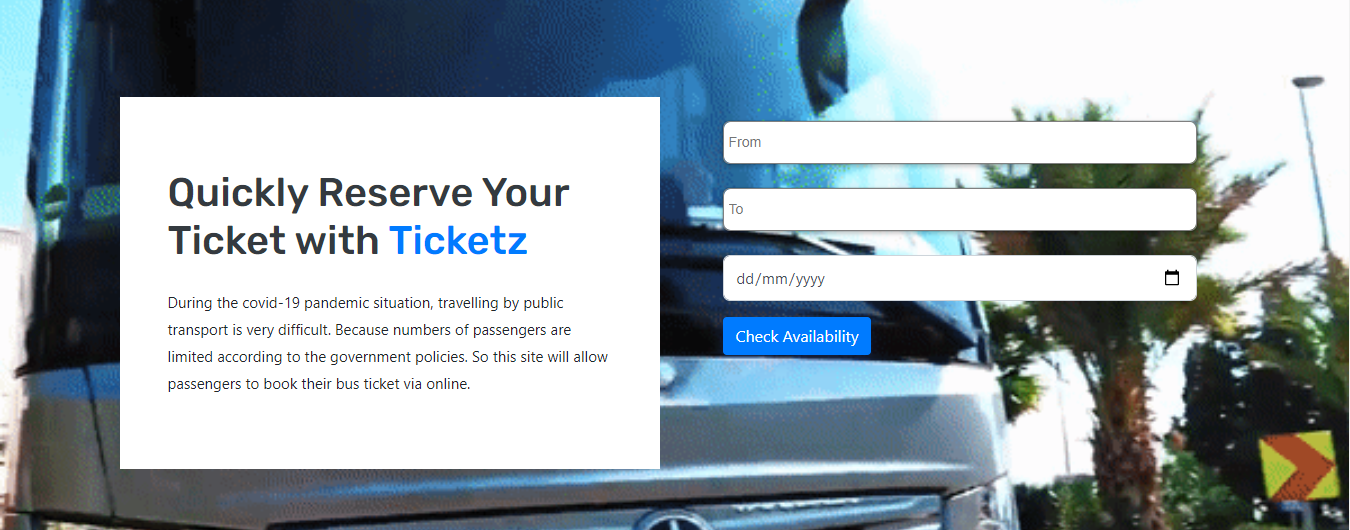 Quickly Reserve Your
Ticket with Ticketz
During the covid-19 pandemic situation, travelling by public
transport is very difficult. Because numbers of passengers are
limited according to the government policies. So this site will allow
passengers to book their bus ticket via online.
From
To
dd/mm/yyyy
Check Availability